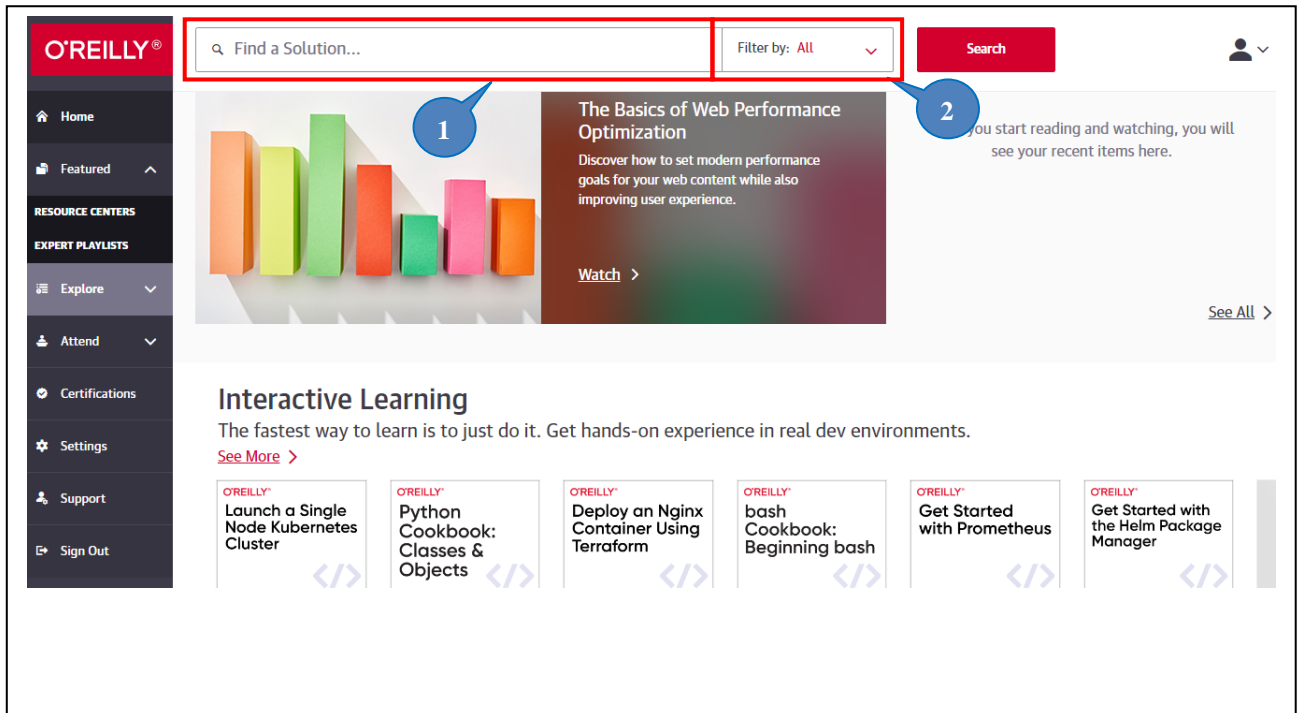 O'REILLY®
Find a Solution...
Filter by: All
Search
1
2
Home
Featured
RESOURCE CENTERS
EXPERT PLAYLISTS
Explore
Attend
Certifications
Settings
Support
Sign Out
The Basics of Web Performance
Optimization
Discover how to set modern performance
goals for your web content while also
improving user experience.
Watch
you start reading and watching, you will
see your recent items here.
See All
Interactive Learning
The fastest way to learn is to just do it. Get hands-on experience in real dev environments.
See More
O'REILLY®
Launch a Single
Node Kubernetes
Cluster
</>
O'REILLY®
Python
Cookbook:
Classes &
Objects
</>
O'REILLY®
Deploy an Nginx
Container Using
Terraform
</>
O'REILLY®
bash
Cookbook:
Beginning bash
</>
O'REILLY®
Get Started
with Prometheus
</>
O'REILLY®
Get Started with
the Helm Package
Manager
</>